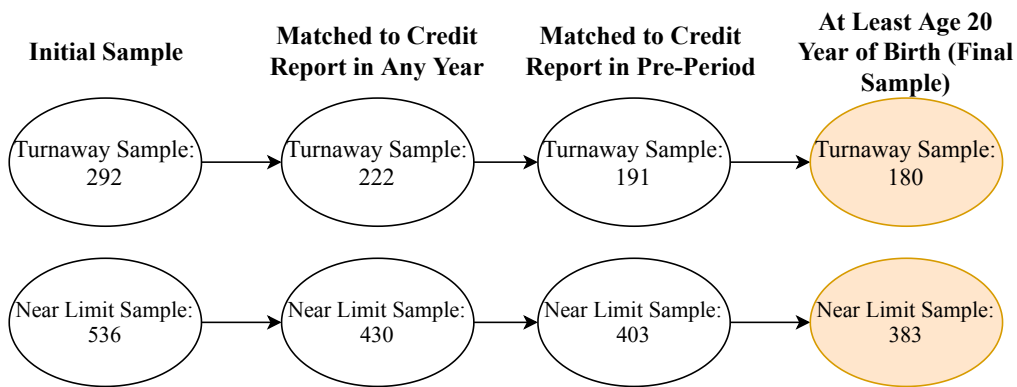 Initial Sample
Matched to Credit
Report in Any Year
Matched to Credit
Report in Pre-Period
At Least Age 20
Year of Birth (Final
Sample)
Turnaway Sample:
292
Turnaway Sample:
222
Turnaway Sample:
191
Turnaway Sample:
180
Near Limit Sample:
536
Near Limit Sample:
430
Near Limit Sample:
403
Near Limit Sample:
383